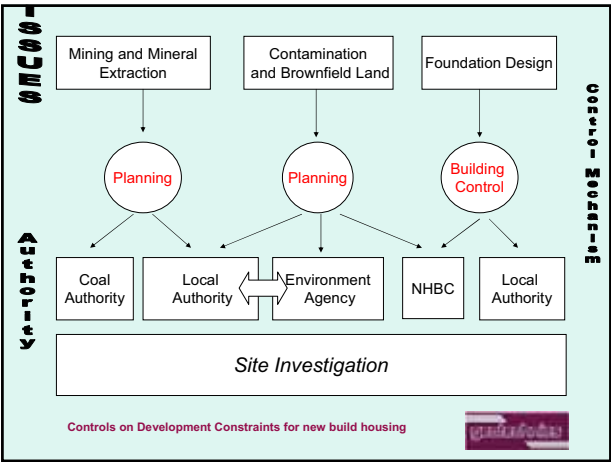 ISSUES
Mining and Mineral
Extraction
Contamination
and Brownfield Land
Foundation Design
Control Mechanism
Planning
Planning
Building
Control
Authority
Coal
Authority
Local
Authority
Environment
Agency
NHBC
Local
Authority
Site Investigation
Controls on Development Constraints for new build housing